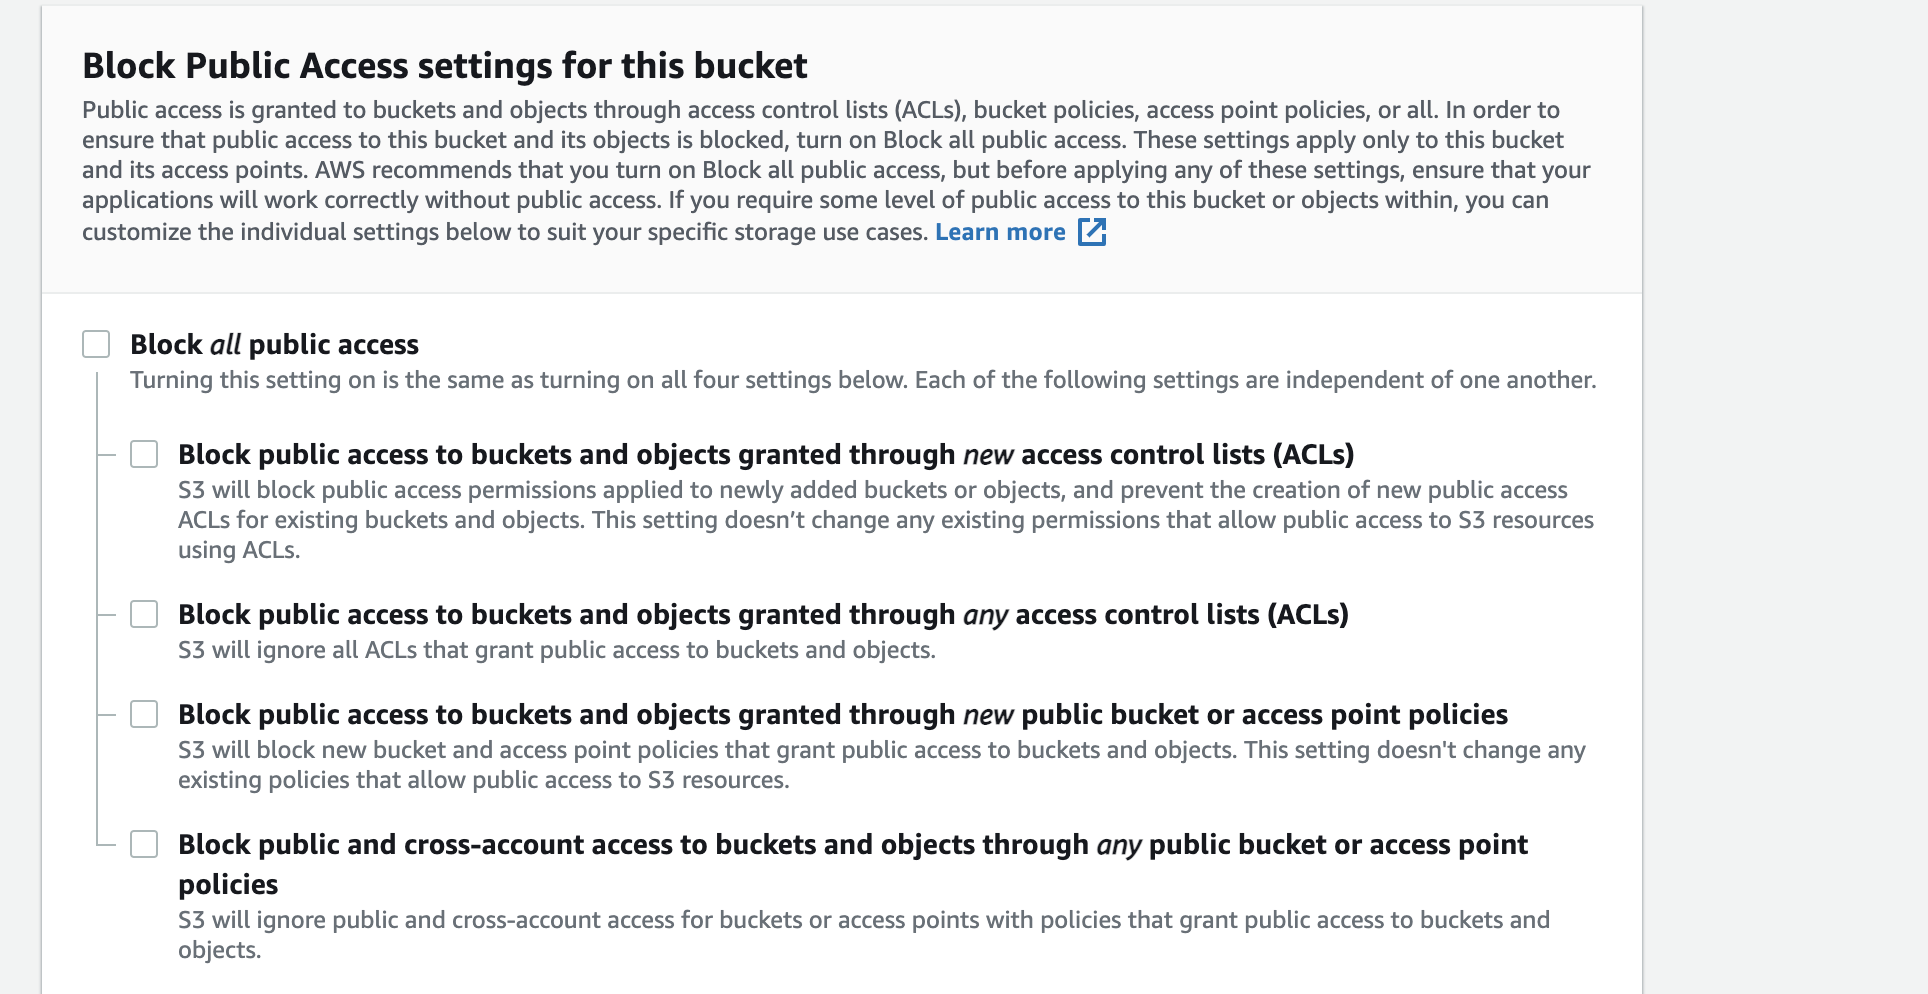 Block Public Access settings for this bucket
Public access is granted to buckets and objects through access control lists (ACLs), bucket policies, access point policies, or all. In order to
ensure that public access to this bucket and its objects is blocked, turn on Block all public access. These settings apply only to this bucket
and its access points. AWS recommends that you turn on Block all public access, but before applying any of these settings, ensure that your
applications will work correctly without public access. If you require some level of public access to this bucket or objects within, you can
customize the individual settings below to suit your specific storage use cases. Learn more
Block all public access
Turning this setting on is the same as turning on all four settings below. Each of the following settings are independent of one another.
Block public access to buckets and objects granted through new access control lists (ACLs)
S3 will block public access permissions applied to newly added buckets or objects, and prevent the creation of new public access
ACLs for existing buckets and objects. This setting doesn’t change any existing permissions that allow public access to S3 resources
using ACLs.
Block public access to buckets and objects granted through any access control lists (ACLs)
S3 will ignore all ACLs that grant public access to buckets and objects.
Block public access to buckets and objects granted through new public bucket or access point policies
S3 will block new bucket and access point policies that grant public access to buckets and objects. This setting doesn't change any
existing policies that allow public access to S3 resources.
Block public and cross-account access to buckets and objects through any public bucket or access point
policies
S3 will ignore public and cross-account access for buckets or access points with policies that grant public access to buckets and
objects.